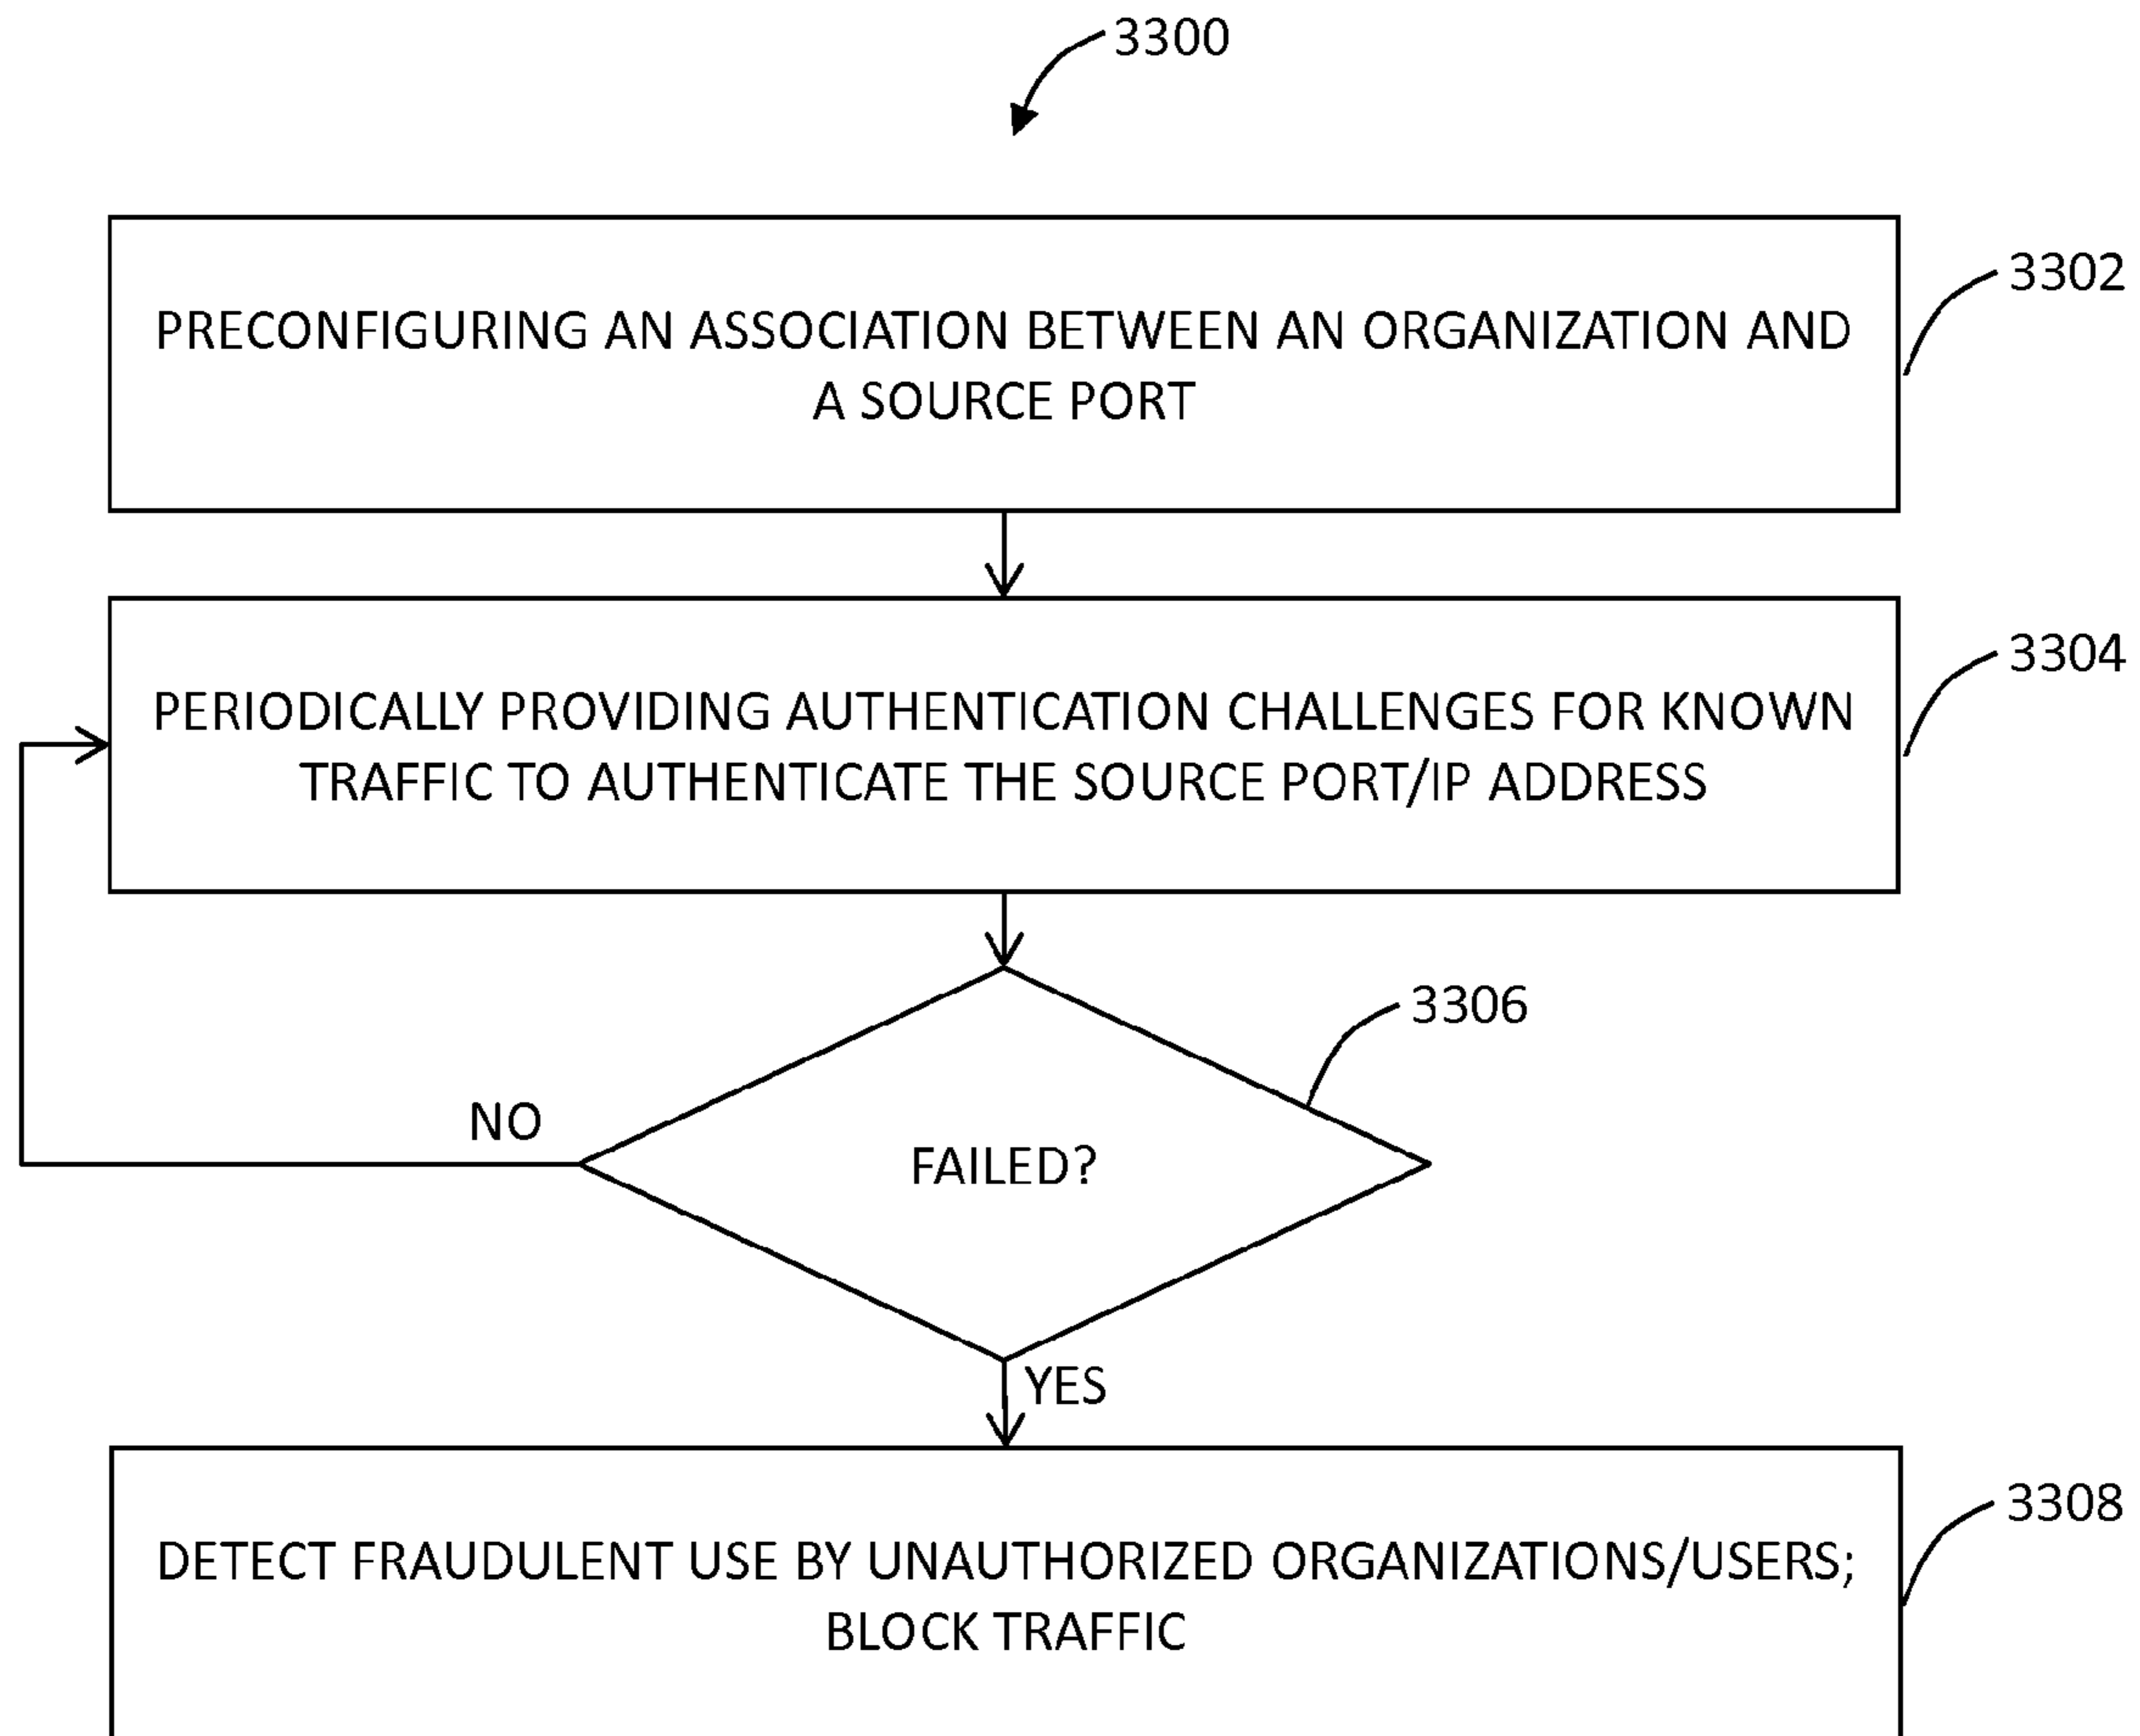 3300
3302
PRECONFIGURING AN ASSOCIATION BETWEEN AN ORGANIZATION AND
A SOURCE PORT
3304
PERIODICALLY PROVIDING AUTHENTICATION CHALLENGES FOR KNOWN
TRAFFIC TO AUTHENTICATE THE SOURCE PORT/IP ADDRESS
3306
NO
FAILED?
YES
3308
DETECT FRAUDULENT USE BY UNAUTHORIZED ORGANIZATIONS/USERS;
BLOCK TRAFFIC